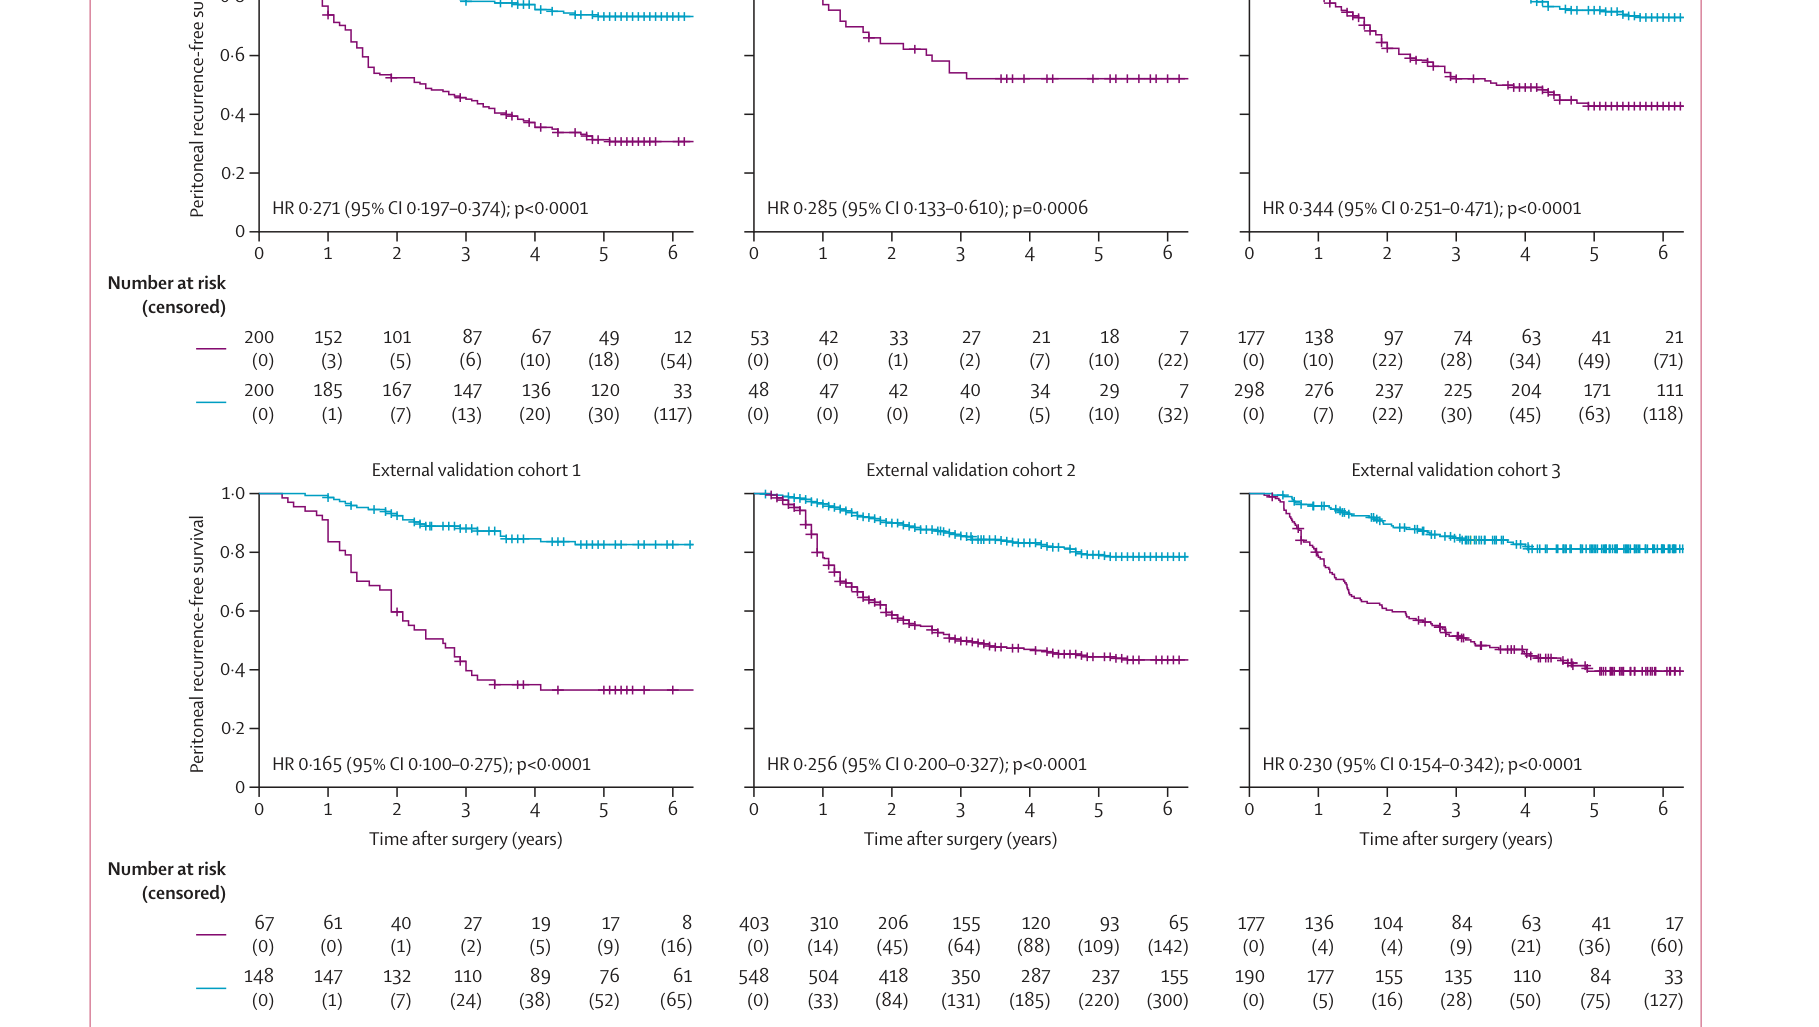 Peritoneal recurrence-free su
0·6
0·4
0·2
0
HR 0·271 (95% CI 0·197–0·374); p<0·0001
HR 0·285 (95% CI 0·133–0·610); p=0·0006
HR 0·344 (95% CI 0·251–0·471); p<0·0001
0 1 2 3 4 5 6
0 1 2 3 4 5 6
0 1 2 3 4 5 6
Number at risk
(censored)
200 152 101 87 67 49 12
(0) (3) (5) (6) (10) (18) (54)
200 185 167 147 136 120 33
(0) (1) (7) (13) (20) (30) (117)
53 42 33 27 21 18 7
(0) (0) (1) (2) (7) (10) (22)
48 47 42 40 34 29 7
(0) (0) (0) (2) (5) (10) (32)
177 138 97 74 63 41 21
(0) (10) (22) (28) (34) (49) (71)
298 276 237 225 204 171 111
(0) (7) (22) (30) (45) (63) (118)
External validation cohort 1
External validation cohort 2
External validation cohort 3
Peritoneal recurrence-free survival
1·0
0·8
0·6
0·4
0·2
0
HR 0·165 (95% CI 0·100–0·275); p<0·0001
HR 0·256 (95% CI 0·200–0·327); p<0·0001
HR 0·230 (95% CI 0·154–0·342); p<0·0001
0 1 2 3 4 5 6
0 1 2 3 4 5 6
0 1 2 3 4 5 6
Time after surgery (years)
Time after surgery (years)
Time after surgery (years)
Number at risk
(censored)
67 61 40 27 19 17 8
(0) (0) (1) (2) (5) (9) (16)
148 147 132 110 89 76 61
(0) (1) (7) (24) (38) (52) (65)
403 310 206 155 120 93 65
(0) (14) (45) (64) (88) (109) (142)
548 504 418 350 287 237 155
(0) (33) (84) (131) (185) (220) (300)
177 136 104 84 63 41 17
(0) (4) (4) (9) (21) (36) (60)
190 177 155 135 110 84 33
(0) (5) (16) (28) (50) (75) (127)